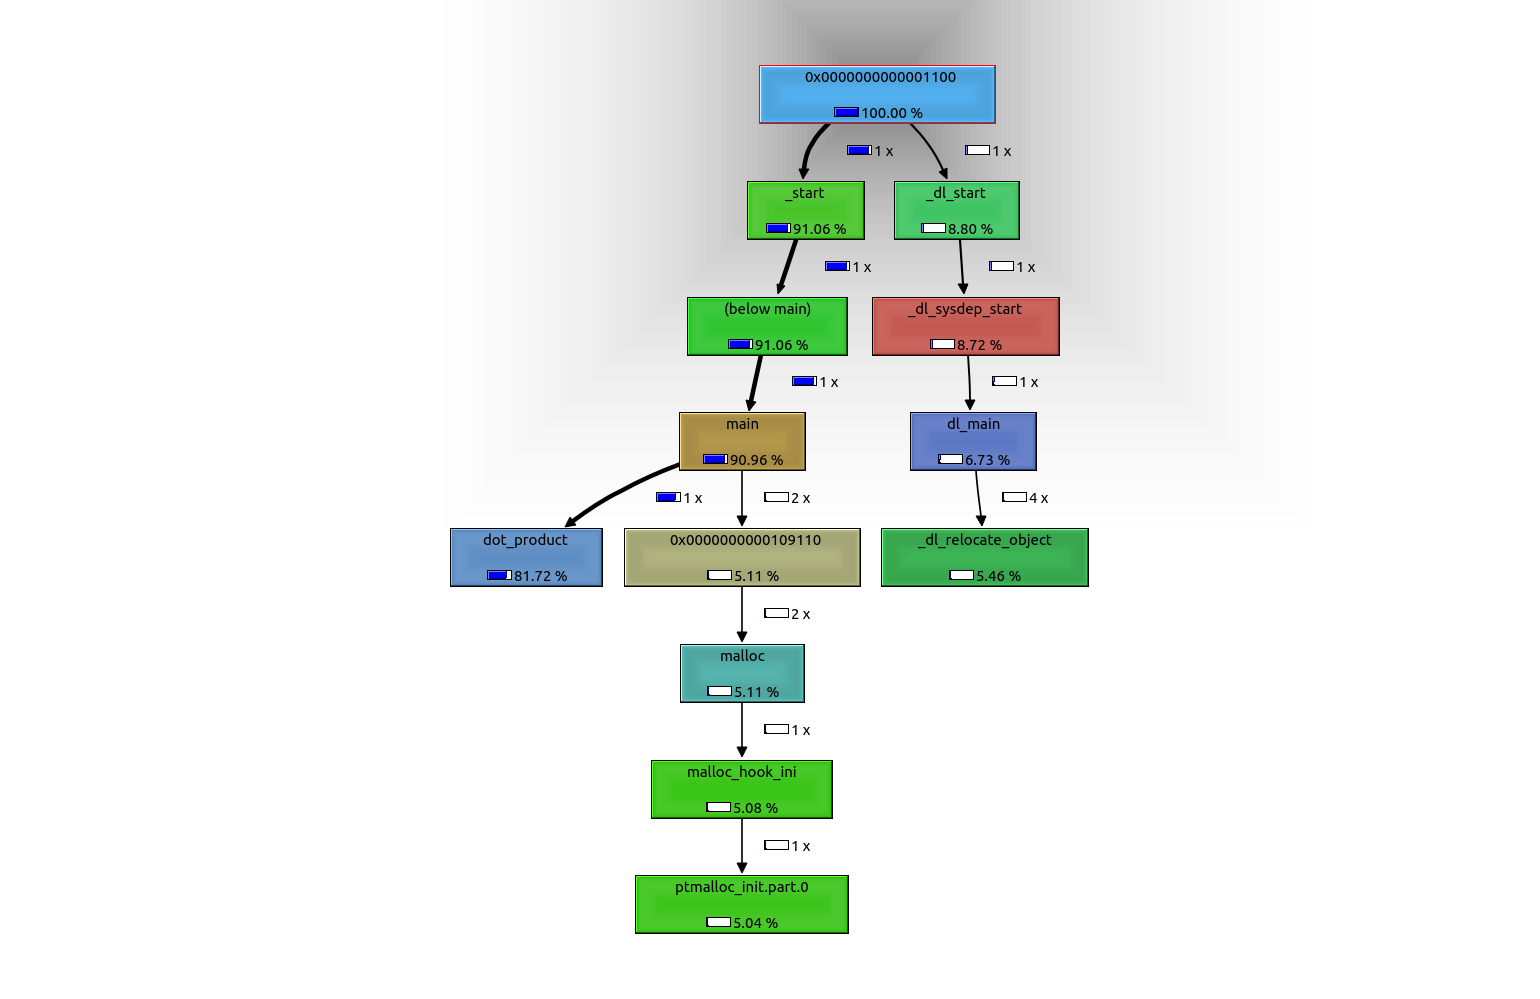 0x0000000000001100
100.00 %
1 x
1 x
_start
91.06 %
_dl_start
8.80 %
1 x
1 x
(below main)
91.06 %
_dl_sysdep_start
8.72 %
1 x
1 x
main
90.96 %
dl_main
6.73 %
1 x
2 x
4 x
dot_product
81.72 %
0x0000000000109110
5.11 %
_dl_relocate_object
5.46 %
2 x
malloc
5.11 %
1 x
malloc_hook_ini
5.08 %
1 x
ptmalloc_init.part.0
5.04 %